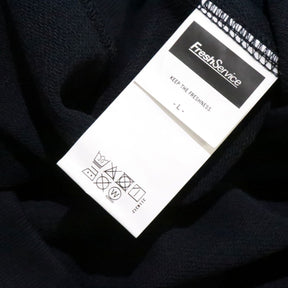 FreshService
KEEP THE FRESHNESS
- L -
W